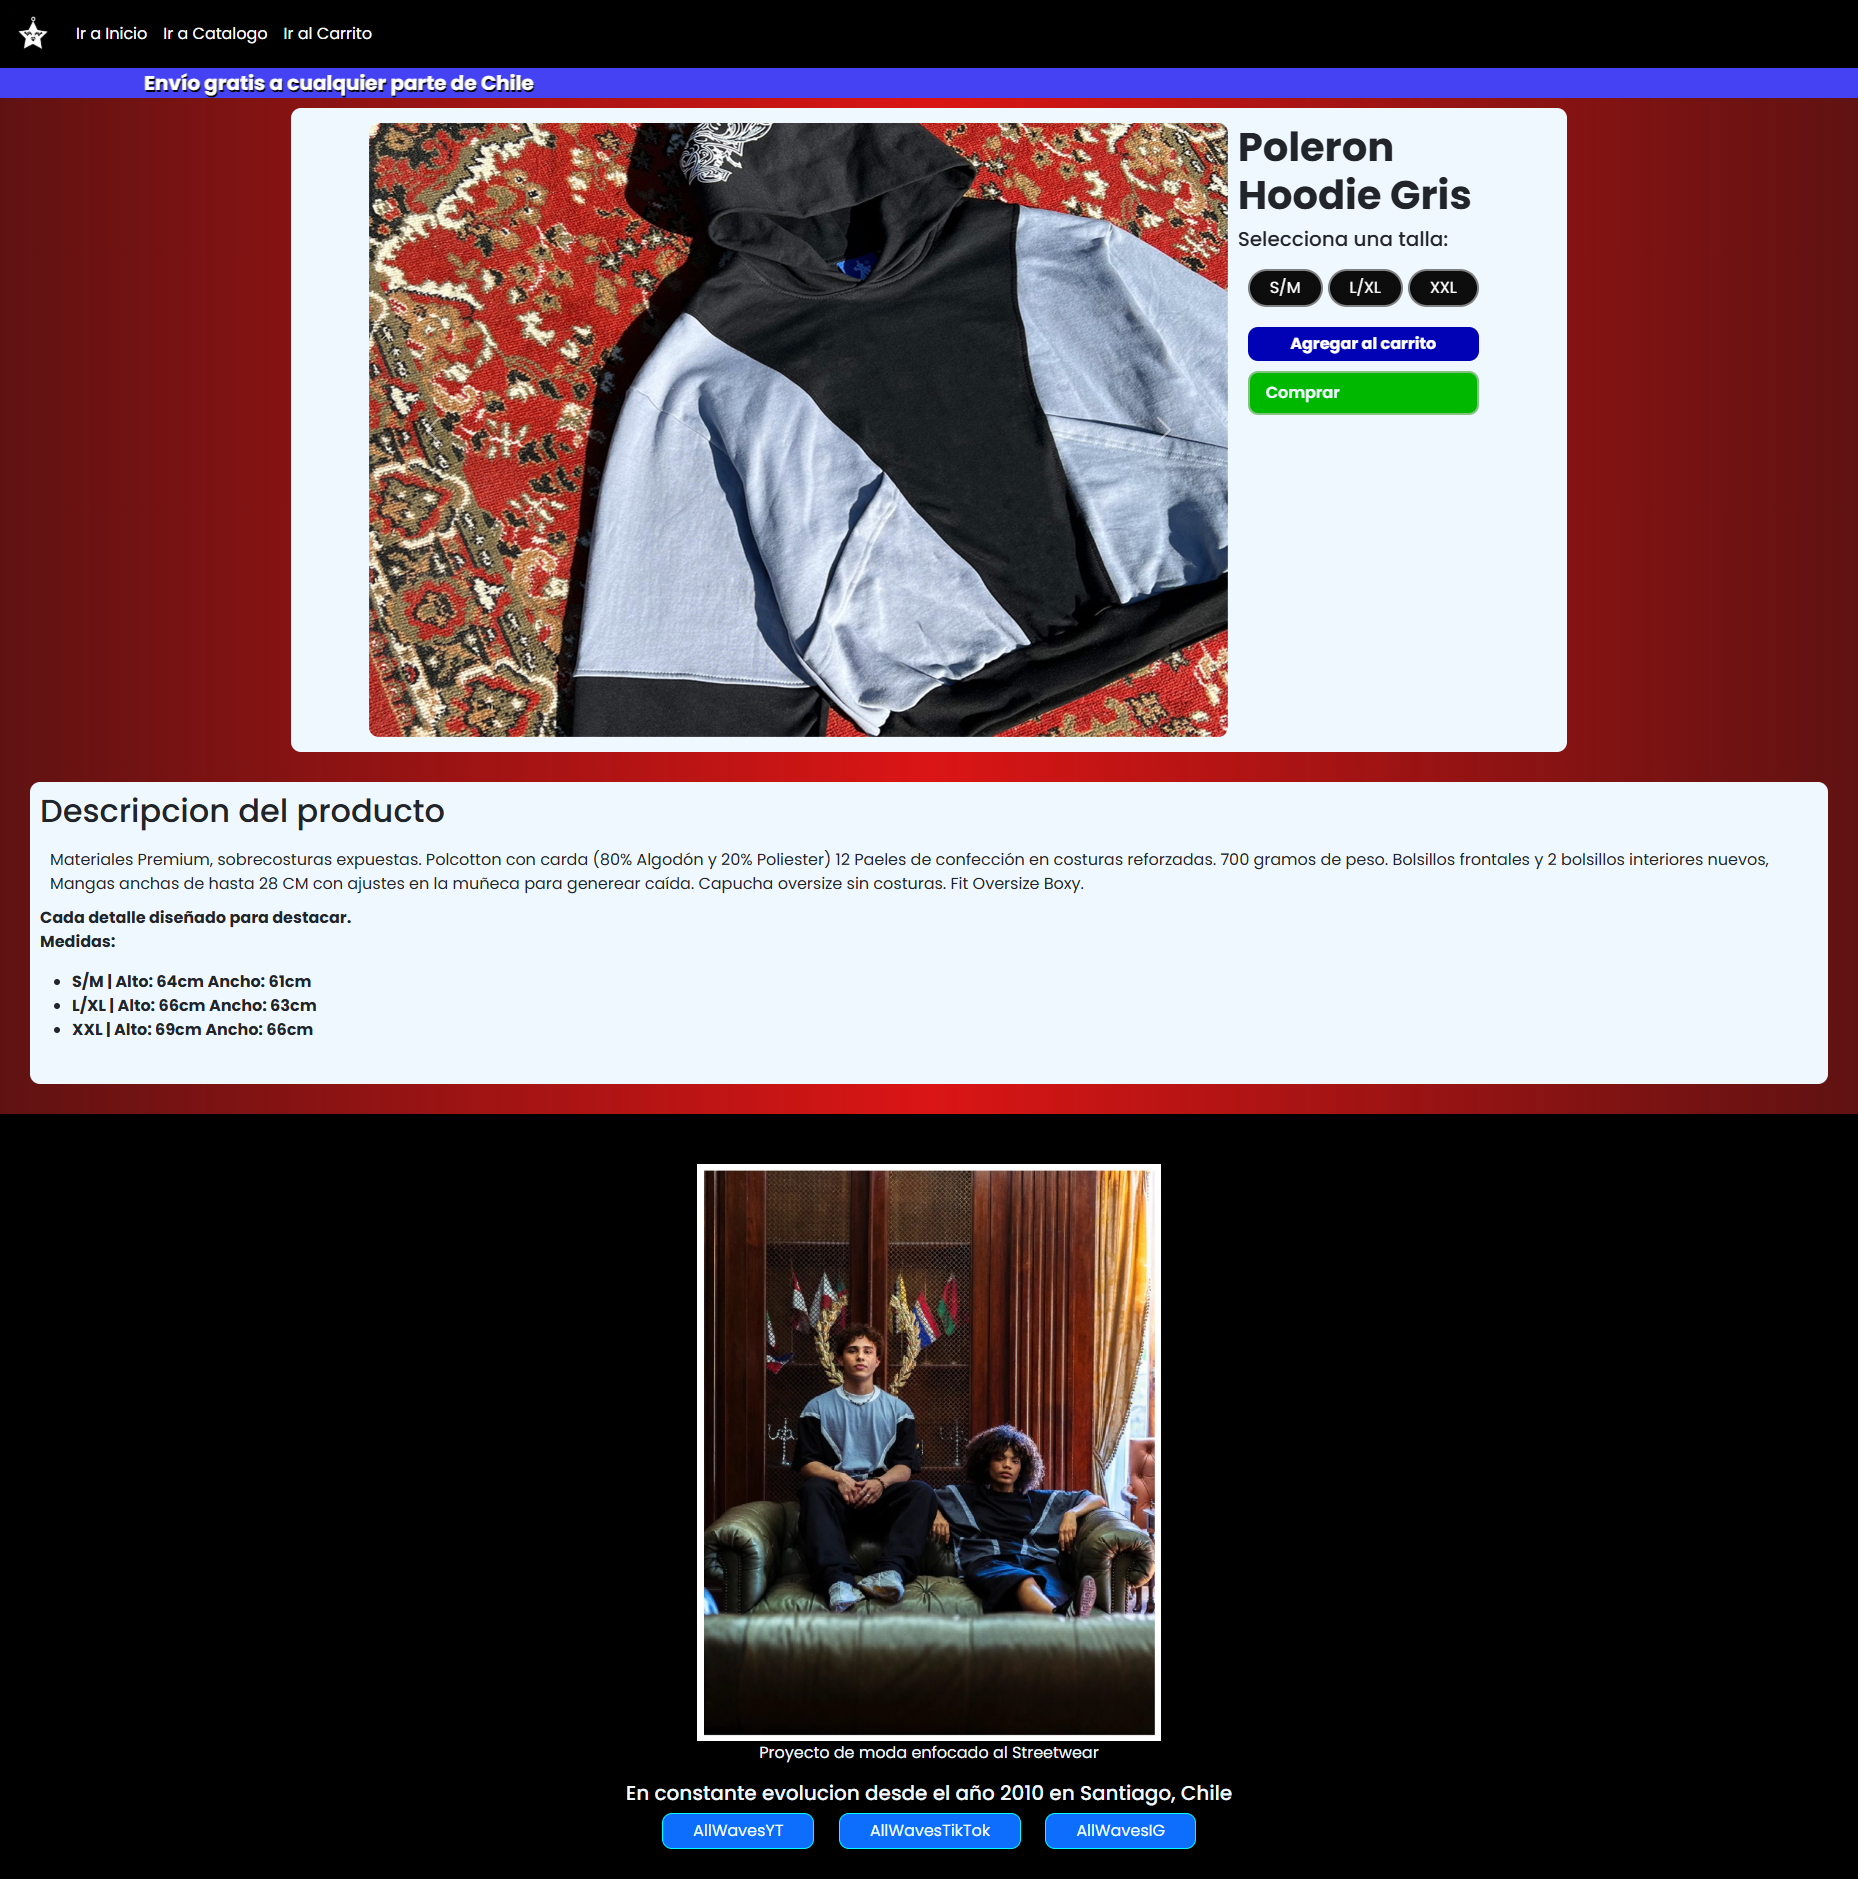 Ir a Inicio Ir a Catalogo Ir al Carrito
Envío gratis a cualquier parte de Chile
Poleron
Hoodie Gris
Selecciona una talla:
S/M L/XL XXL
Agregar al carrito
Comprar
Descripcion del producto
Materiales Premium, sobrecosturas expuestas. Polcotton con carda (80% Algodón y 20% Poliester) 12 Paeles de confección en costuras reforzadas. 700 gramos de peso. Bolsillos frontales y 2 bolsillos interiores nuevos,
Mangas anchas de hasta 28 CM con ajustes en la muñeca para generear caída. Capucha oversize sin costuras. Fit Oversize Boxy.
Cada detalle diseñado para destacar.
Medidas:
S/M | Alto: 64cm Ancho: 61cm
L/XL | Alto: 66cm Ancho: 63cm
XXL | Alto: 69cm Ancho: 66cm
Proyecto de moda enfocado al Streetwear
En constante evolucion desde el año 2010 en Santiago, Chile
AllWavesYT AllWavesTikTok AllWavesIG